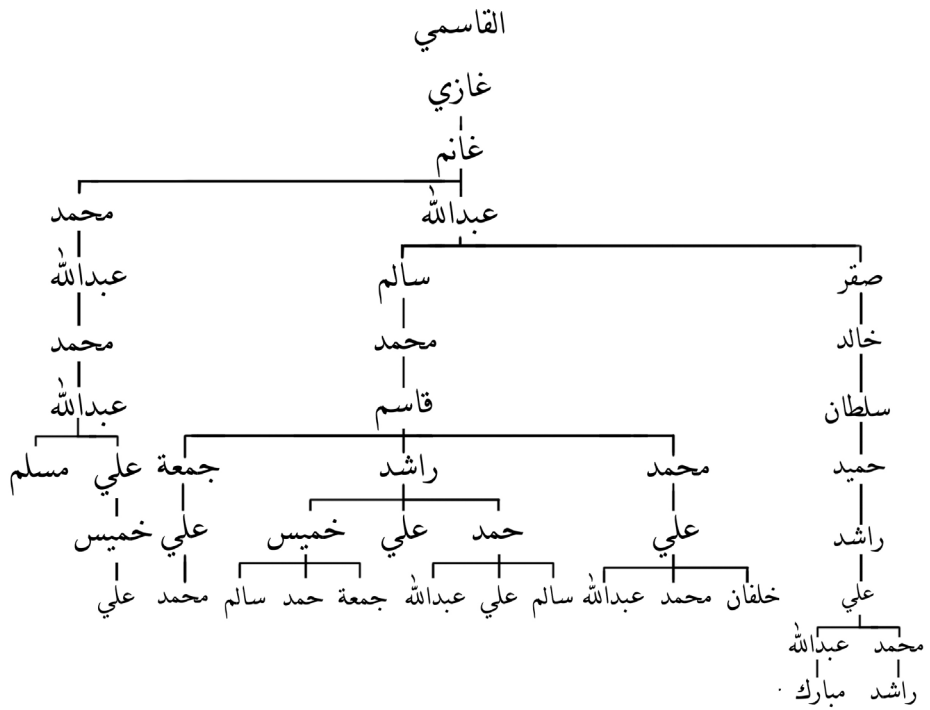 القاسمي
غازي
غانم
عبدالله محمد
صقر سالم عبدالله
خالد محمد محمد
سلطان قاسم عبدالله
حميد محمد راشد جمعة علي مسلم
راشد علي حمد علي خميس علي خميس
علي خلفان محمد عبدالله سالم علي عبدالله جمعة حمد سالم محمد علي
محمد عبدالله
راشد مبارك